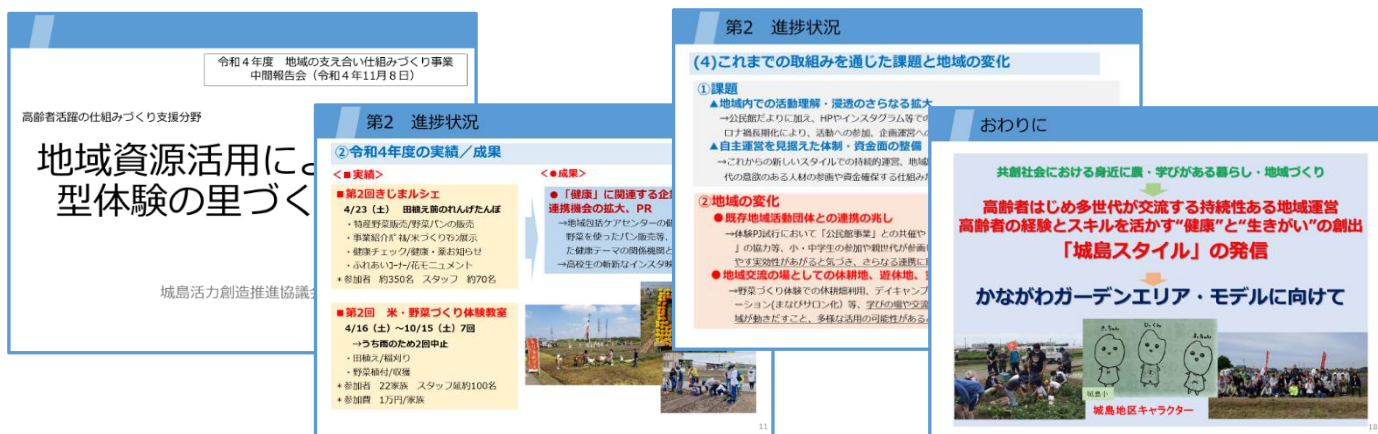 令和４年度　地域の支え合い仕組みづくり事業
中間報告会（令和４年11月８日）
高齢者活躍の仕組みづくり支援分野
地域資源活用によ
型体験の里づく
城島活力創造推進協議会
第2　進捗状況
②令和4年度の実績／成果
＜■実績＞
■第2回きじまルシェ
4/23（土）　田植え前のれんげたんぼ
・特産野菜販売/野菜パンの販売
・健康チェック/健康・薬お知らせ
・ふれあいｺｰﾅｰ/花モニュメント
＊参加者　約350名　スタッフ　約70名
■第2回　米・野菜づくり体験教室
4/16（土）～10/15（土）7回
→うち雨のため2回中止
・田植え/稲刈り
・野菜植付/収穫
＊参加者　22家族　スタッフ延約100名
＊参加費　1万円/家族
＜●成果＞
●「健康」に関連する企
連携機会の拡大、PR
→地域包括ケアセンターの
野菜を使ったパン販売等、
た健康テーマの関係機関と
→高校生の斬新なインスタ映
11
第2　進捗状況
(4)これまでの取組みを通じた課題と地域の変化
①課題
▲地域内での活動理解・浸透のさらなる拡大
→公民館だよりに加え、HPやインスタグラム等での
ロナ禍長期化により、活動への参加、企画運営への
▲自主運営を見据えた体制・資金面の整備
→これからの新しいスタイルでの持続的運営、地域
代の意欲のある人材の参画や資金確保する仕組み
②地域の変化
●既存地域活動団体との連携の兆し
→体験PJ試行において「公民館事業」との共催や
」の協力等、小・中学生の参加や親世代が参画し
やす実効性があがると気づき、さらなる連携に
●地域交流の場としての休耕地、遊休地、
→野菜づくり体験での休耕畑利用、デイキャンプ
ーション(まなびサロン化）等、学びの場や交流
域が動きだすこと、多様な活用の可能性がある
おわりに
共創社会における身近に農・学びがある暮らし・地域づくり
高齢者はじめ多世代が交流する持続性ある地域運営
高齢者の経験とスキルを活かす“健康”と“生きがい”の創出
「城島スタイル」の発信
かながわガーデンエリア・モデルに向けて
城島小
城島地区キャラクター
18